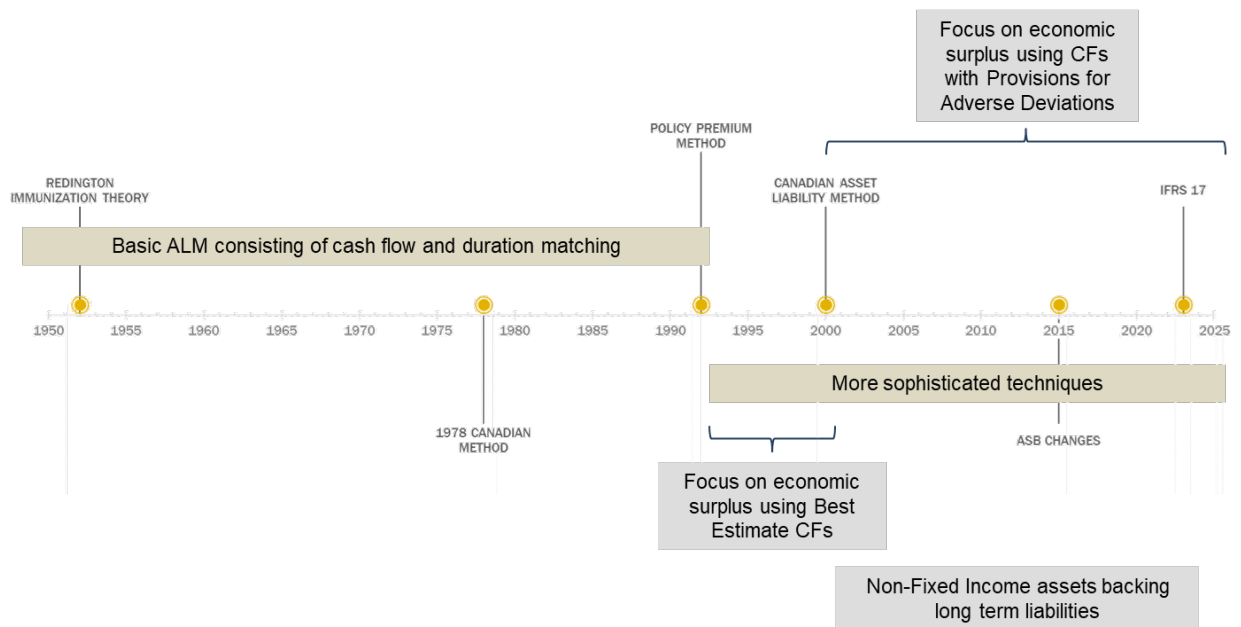 Focus on economic
surplus using CFs
with Provisions for
Adverse Deviations
POLICY PREMIUM
METHOD
REDINGTON
IMMUNIZATION THEORY
CANADIAN ASSET
LIABILITY METHOD
IFRS 17
Basic ALM consisting of cash flow and duration matching
1950 1955 1960 1965 1970 1975 1980 1985 1990 1995 2000 2005 2010 2015 2020 2025
More sophisticated techniques
1978 CANADIAN
METHOD
ASB CHANGES
Focus on economic
surplus using Best
Estimate CFs
Non-Fixed Income assets backing
long term liabilities